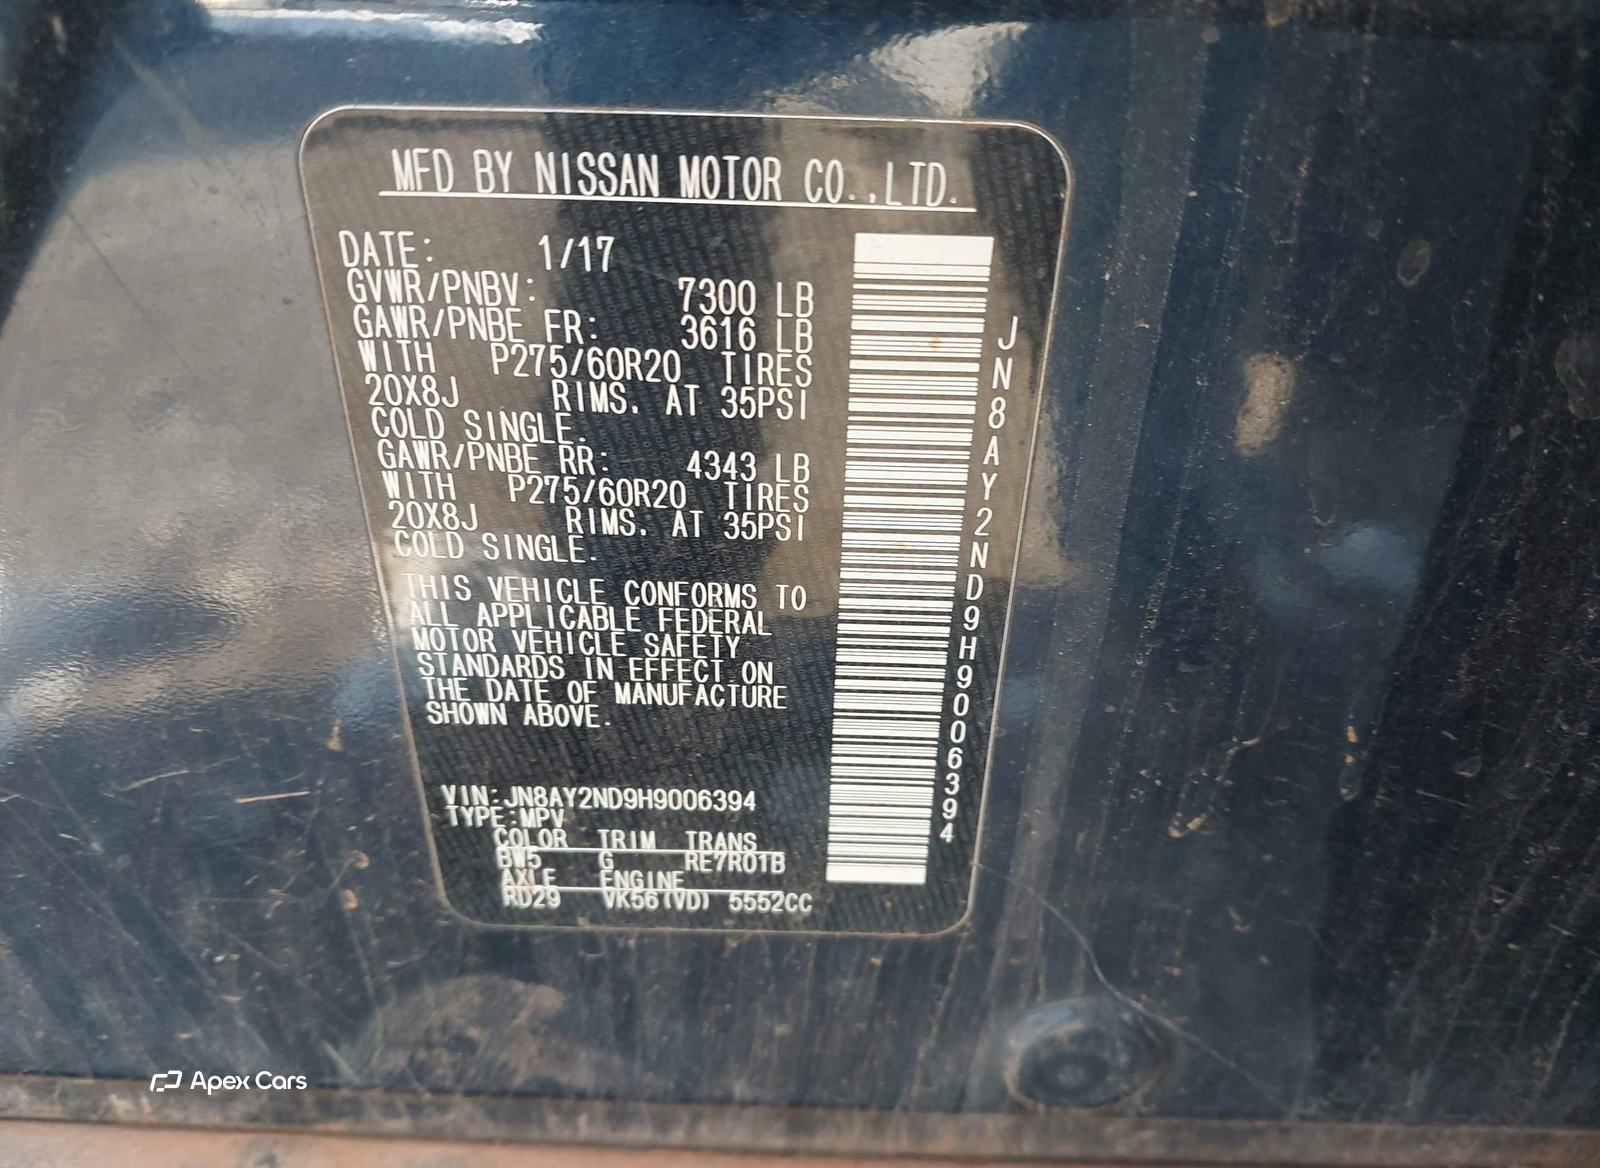 MFD BY NISSAN MOTOR CO.,LTD.
DATE: 1/17
GVWR/PNBV: 7300 LB
GAWR/PNBE FR: 3616 LB
WITH P275/60R20 TIRES
20X8J RIMS. AT 35PSI
COLD SINGLE.
GAWR/PNBE RR: 4343 LB
WITH P275/60R20 TIRES
20X8J RIMS. AT 35PSI
COLD SINGLE.
THIS VEHICLE CONFORMS TO
ALL APPLICABLE FEDERAL
MOTOR VEHICLE SAFETY
STANDARDS IN EFFECT ON
THE DATE OF MANUFACTURE
SHOWN ABOVE.
VIN:JN8AY2ND9H9006394
TYPE:MPV
COLOR TRIM TRANS
BW5 G RE7R01B
AXLE ENGINE
RD29 VK56(VD) 5552CC
JN8AY2ND9H9006394
Apex Cars